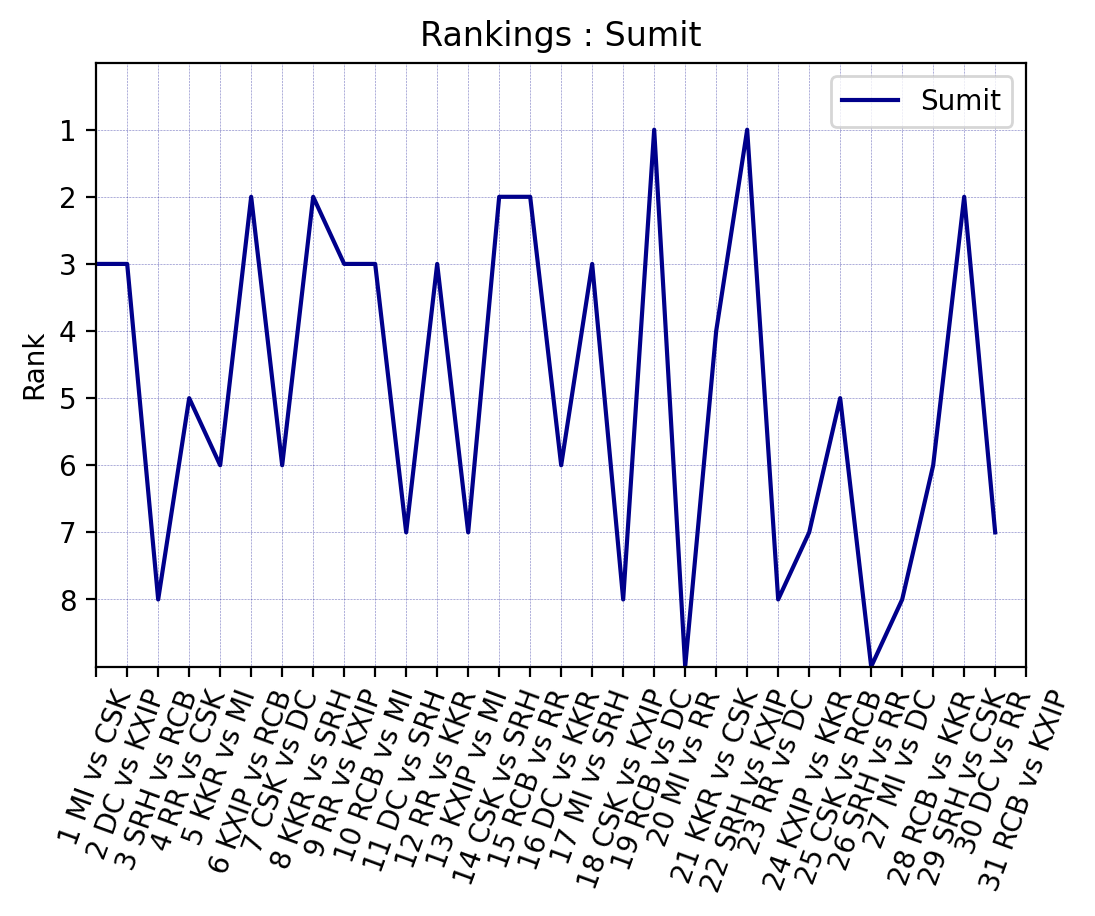 Rankings : Sumit
Sumit
Rank
1
2
3
4
5
6
7
8
1 MI vs CSK
2 DC vs KXIP
3 SRH vs RCB
4 RR vs CSK
5 KKR vs MI
6 KXIP vs RCB
7 CSK vs DC
8 KKR vs SRH
9 RR vs KXIP
10 RCB vs MI
11 DC vs SRH
12 RR vs KKR
13 KXIP vs MI
14 CSK vs SRH
15 RCB vs RR
16 DC vs KKR
17 MI vs SRH
18 CSK vs KXIP
19 RCB vs DC
20 MI vs RR
21 KKR vs CSK
22 SRH vs KXIP
23 RR vs DC
24 KXIP vs KKR
25 CSK vs RCB
26 SRH vs RR
27 MI vs DC
28 RCB vs KKR
29 SRH vs CSK
30 DC vs RR
31 RCB vs KXIP